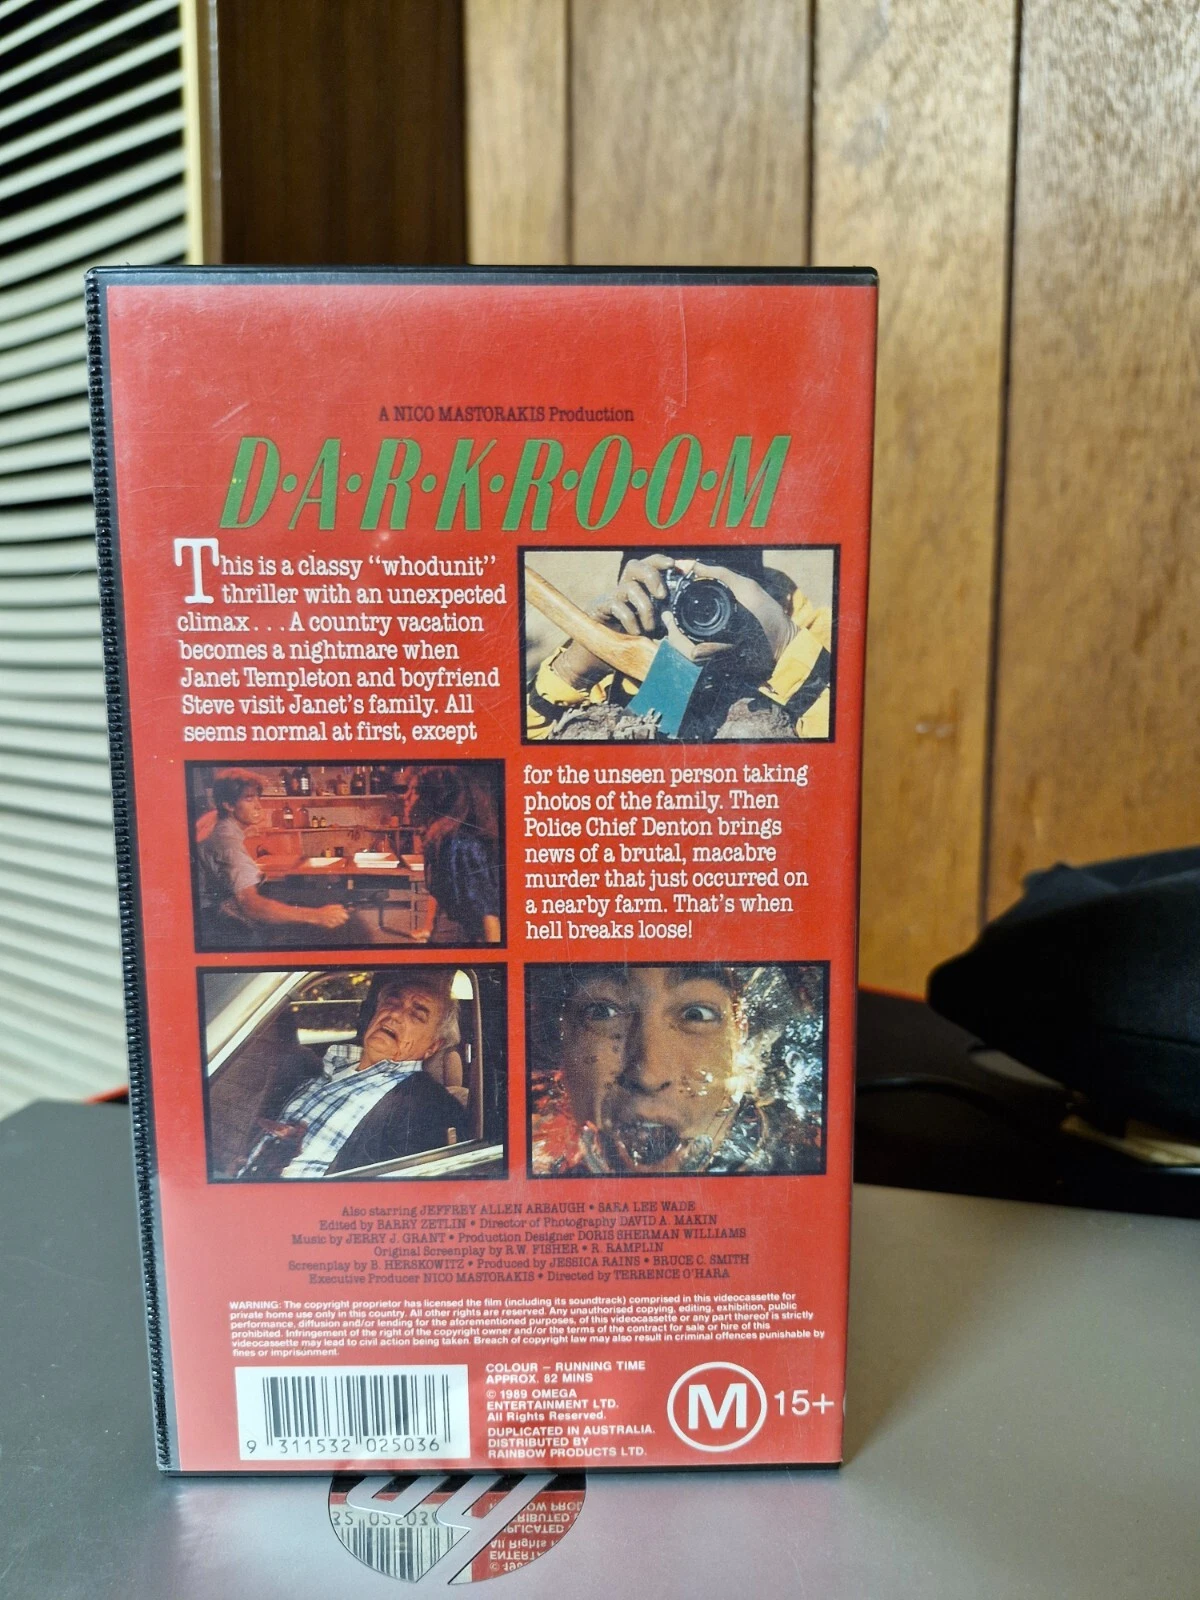 A NICO MASTORAKIS Production
D·A·R·K·R·O·O·M
This is a classy "whodunit"
thriller with an unexpected
climax...A country vacation
becomes a nightmare when
Janet Templeton and boyfriend
Steve visit Janet's family. All
seems normal at first, except
for the unseen person taking
photos of the family. Then
Police Chief Denton brings
news of a brutal, macabre
murder that just occurred on
a nearby farm. That's when
hell breaks loose!
Also starring JEFFREY ALLEN ARBAUGH • SARA LEE WADE
Edited by BARRY ZETLIN • Director of Photography DAVID A. MAKIN
Music by JERRY J. GRANT • Production Designer DORIS SHERMAN WILLIAMS
Original Screenplay by R.W. FISHER • R. RAMPLIN
Screenplay by B. HERSKOWITZ • Produced by JESSICA RAINS • BRUCE C. SMITH
Executive Producer NICO MASTORAKIS • Directed by TERRENCE O'HARA
WARNING: The copyright proprietor has licensed the film (including its soundtrack) comprised in this videocassette for
private home use only in this country. All other rights are reserved. Any unauthorised copying, editing, exhibition, public
performance, diffusion and/or lending for the aforementioned purposes, of this videocassette or any part thereof is strictly
prohibited. Infringement of the right of the copyright owner and/or the terms of the contract for sale or hire of this
videocassette may lead to civil action being taken. Breach of copyright law may also result in criminal offences punishable by
fines or imprisonment.
COLOUR – RUNNING TIME
APPROX. 82 MINS
© 1989 OMEGA
ENTERTAINMENT LTD.
All Rights Reserved.
DUPLICATED IN AUSTRALIA.
DISTRIBUTED BY
RAINBOW PRODUCTS LTD.
M 15+
9 311532 025036